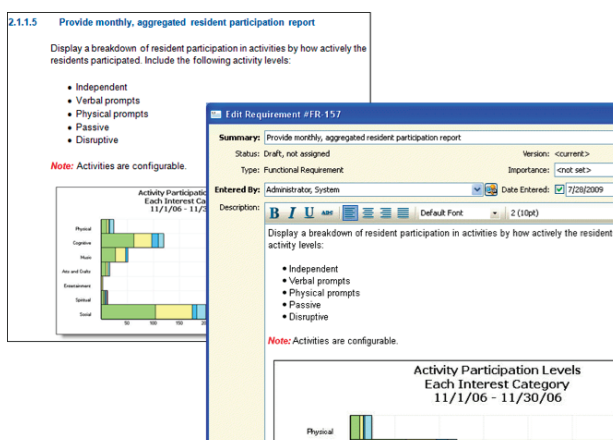 2.1.1.5 Provide monthly, aggregated resident participation report
Display a breakdown of resident participation in activities by how actively the
residents participated. Include the following activity levels:
• Independent
• Verbal prompts
• Physical prompts
• Passive
• Disruptive
Note: Activities are configurable.
Activity Participatio
Each Interest Cat
11/1/06 - 11/3
Physical
Cognitive
Music
Arts and Crafts
Entertainment
Spiritual
Social
50 100 150 20
Edit Requirement #FR-157
Summary: Provide monthly, aggregated resident participation report
Status: Draft, not assigned
Version: <current>
Type: Functional Requirement
Importance: <not set>
Entered By: Administrator, System
Date Entered: 7/28/2009
Description: B I U ABC Default Font 2 (10pt)
Display a breakdown of resident participation in activities by how actively the resident
activity levels:
• Independent
• Verbal prompts
• Physical prompts
• Passive
• Disruptive
Note: Activities are configurable.
Activity Participation Levels
Each Interest Category
11/1/06 - 11/30/06
Physical